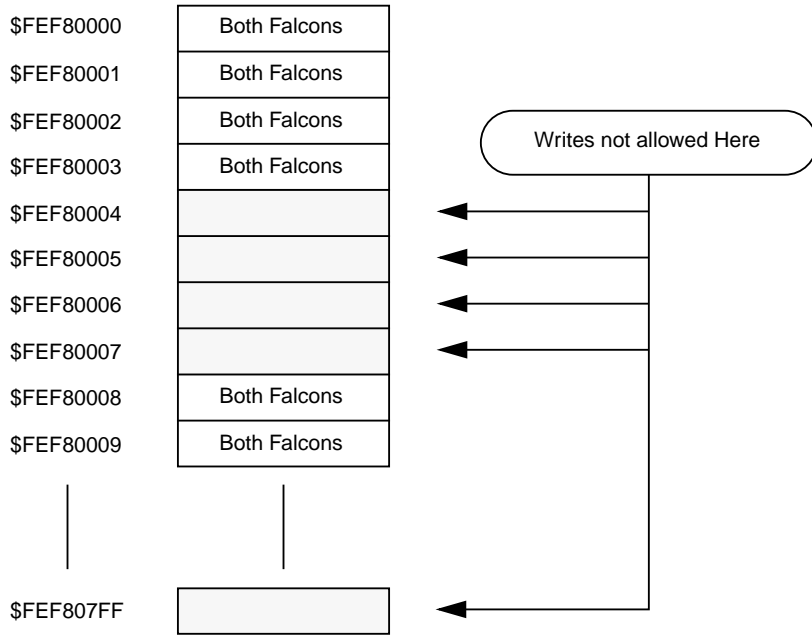 $FEF80000 Both Falcons
$FEF80001 Both Falcons
$FEF80002 Both Falcons
Writes not allowed Here
$FEF80003 Both Falcons
$FEF80004
$FEF80005
$FEF80006
$FEF80007
$FEF80008 Both Falcons
$FEF80009 Both Falcons
$FEF807FF